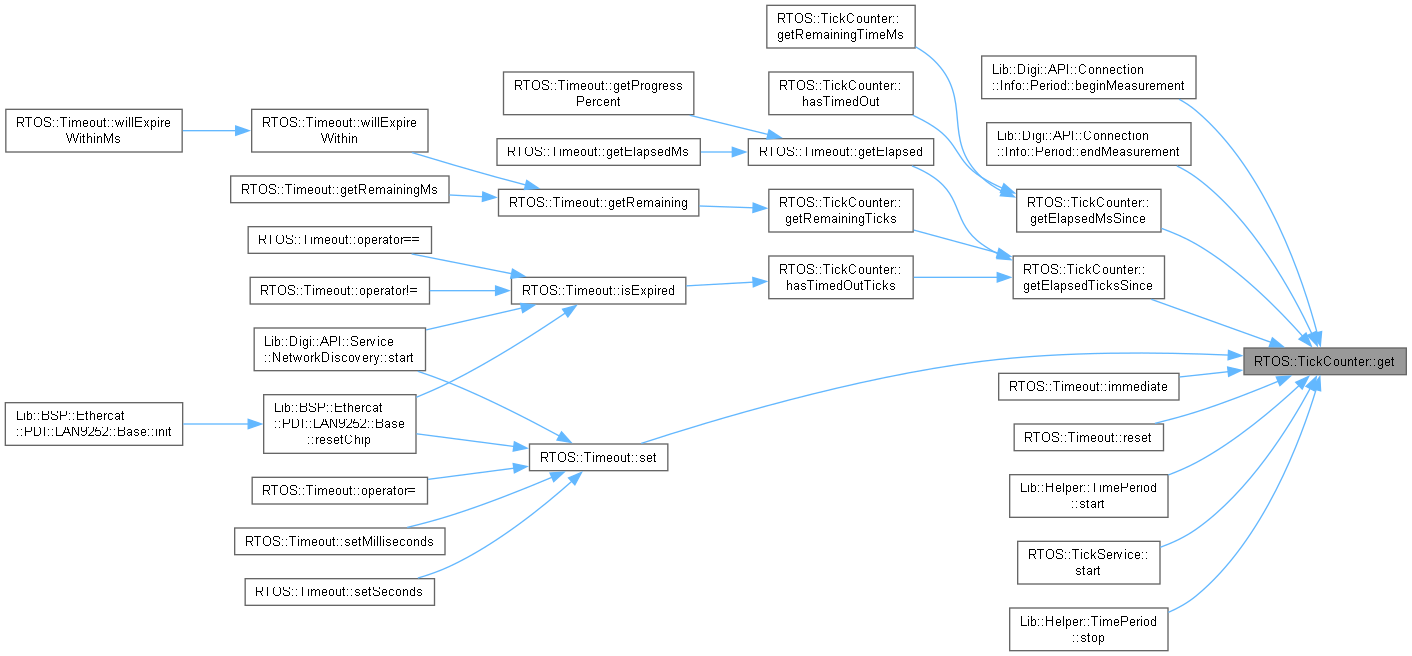 RTOS::TickCounter::
getRemainingTimeMs
Lib::Digi::API::Connection
::Info::Period::beginMeasurement
RTOS::Timeout::getProgress
Percent
RTOS::TickCounter::
hasTimedOut
RTOS::Timeout::willExpire
WithinMs
RTOS::Timeout::willExpire
Within
Lib::Digi::API::Connection
::Info::Period::endMeasurement
RTOS::Timeout::getElapsedMs
RTOS::Timeout::getElapsed
RTOS::Timeout::getRemainingMs
RTOS::Timeout::getRemaining
RTOS::TickCounter::
getRemainingTicks
RTOS::TickCounter::
getElapsedMsSince
RTOS::Timeout::operator==
RTOS::Timeout::operator!=
RTOS::Timeout::isExpired
RTOS::TickCounter::
hasTimedOutTicks
RTOS::TickCounter::
getElapsedTicksSince
Lib::Digi::API::Service
::NetworkDiscovery::start
RTOS::TickCounter::get
RTOS::Timeout::immediate
Lib::BSP::Ethercat
::PDI::LAN9252::Base::init
Lib::BSP::Ethercat
::PDI::LAN9252::Base
::resetChip
RTOS::Timeout::set
RTOS::Timeout::reset
RTOS::Timeout::operator=
Lib::Helper::TimePeriod
::start
RTOS::Timeout::setMilliseconds
RTOS::TickService::
start
RTOS::Timeout::setSeconds
Lib::Helper::TimePeriod
::stop